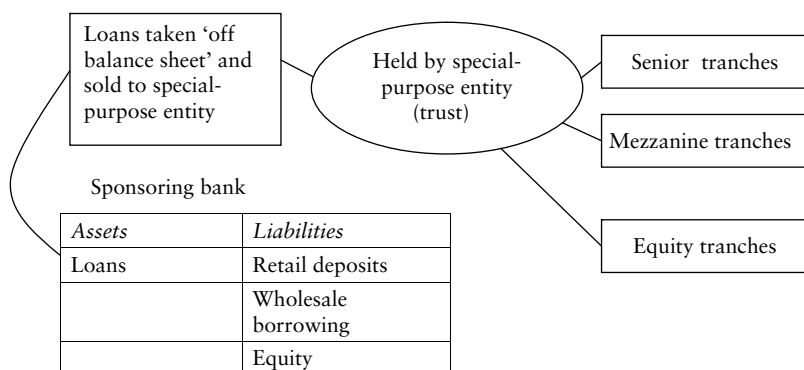 Loans taken ‘off
balance sheet’ and
sold to special-
purpose entity
Held by special-
purpose entity
(trust)
Senior tranches
Mezzanine tranches
Equity tranches
Sponsoring bank
Assets
Liabilities
Loans
Retail deposits
Wholesale
borrowing
Equity